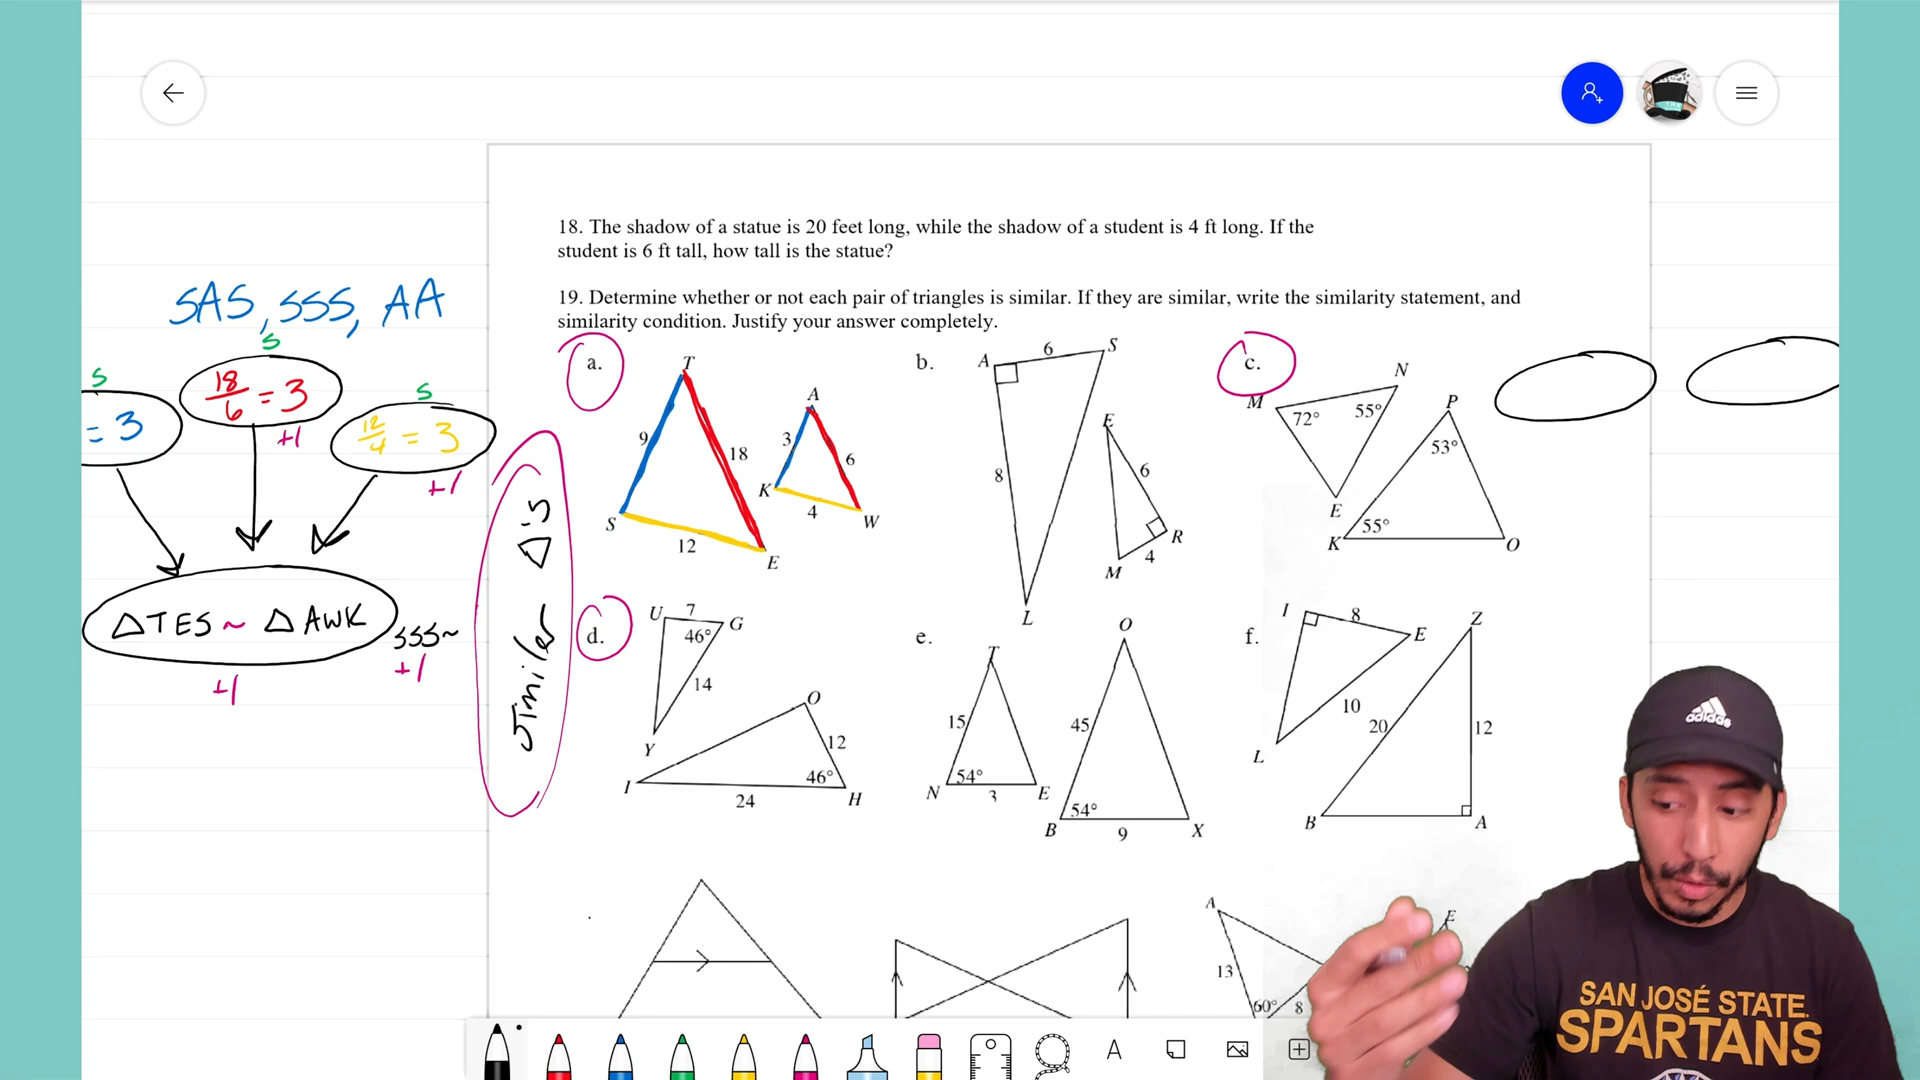 18. The shadow of a statue is 20 feet long, while the shadow of a student is 4 ft long. If the
student is 6 ft tall, how tall is the statue?
19. Determine whether or not each pair of triangles is similar. If they are similar, write the similarity statement, and
similarity condition. Justify your answer completely.
SAS, SSS, AA
S
= 3
S
18/6 = 3
+1
S
12/4 = 3
+1
△TES ~ △AWK
SSS~
+1
+1
Similar △'s
a.
T
9
18
S
12
E
A
3
6
K
4
W
b.
A
6
S
8
L
E
6
R
4
M
c.
M
N
72°
55°
E
P
53°
K
55°
O
d.
U
7
G
46°
14
Y
O
12
46°
I
24
H
e.
T
15
54°
N
3
E
O
45
54°
B
9
X
f.
I
8
E
10
L
Z
20
12
B
A
A
13
60°
8
E
A
adidas
SAN JOSÉ STATE
SPARTANS